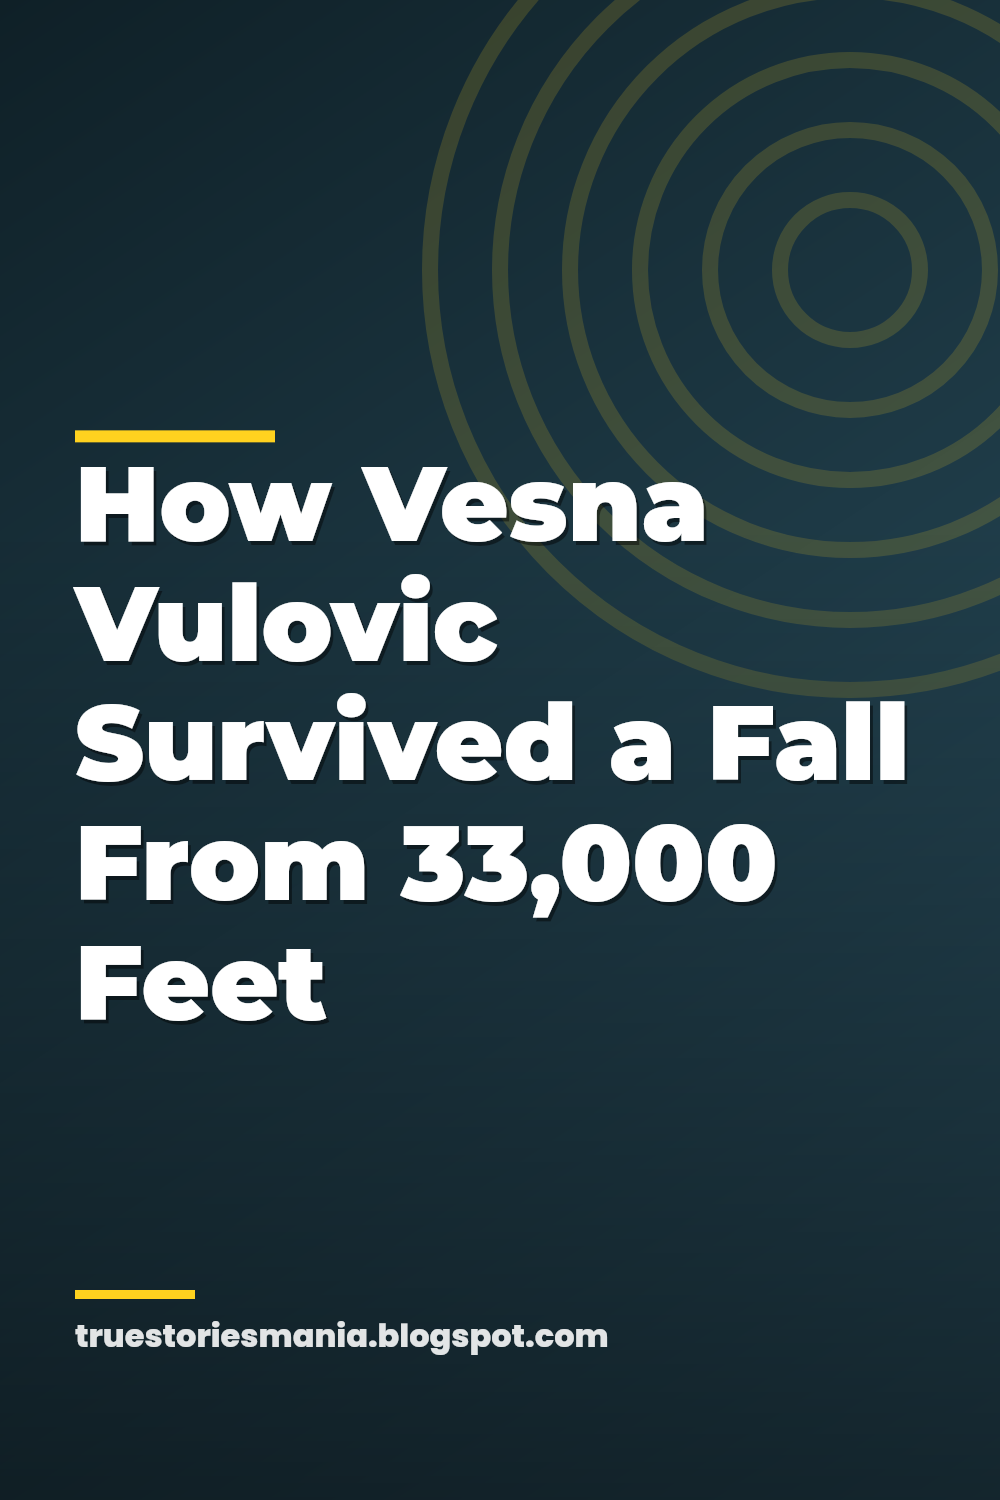 How Vesna
Vulovic
Survived a Fall
From 33,000
Feet
truestoriesmania.blogspot.com